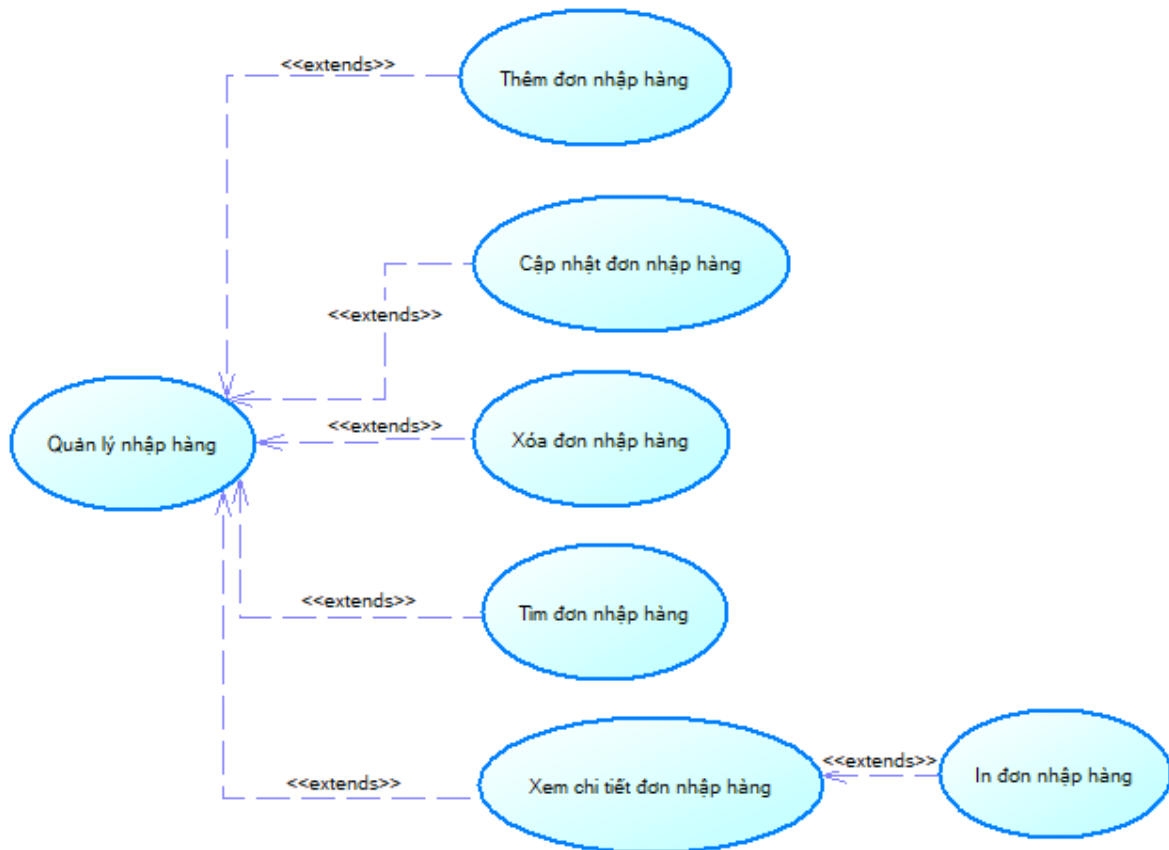 <<extends>>
Thêm đơn nhập hàng
Cập nhật đơn nhập hàng
<<extends>>
<<extends>>
Quản lý nhập hàng
Xóa đơn nhập hàng
<<extends>>
Tìm đơn nhập hàng
<<extends>>
Xem chi tiết đơn nhập hàng
<<extends>>
In đơn nhập hàng